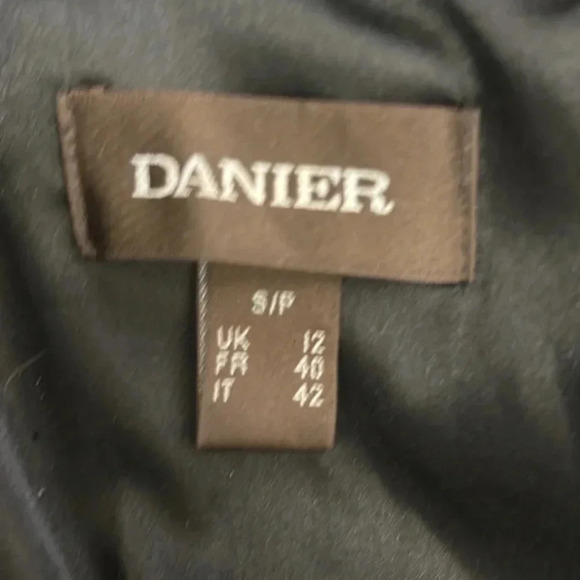 DANIER
S/P
UK 12
FR 40
IT 42